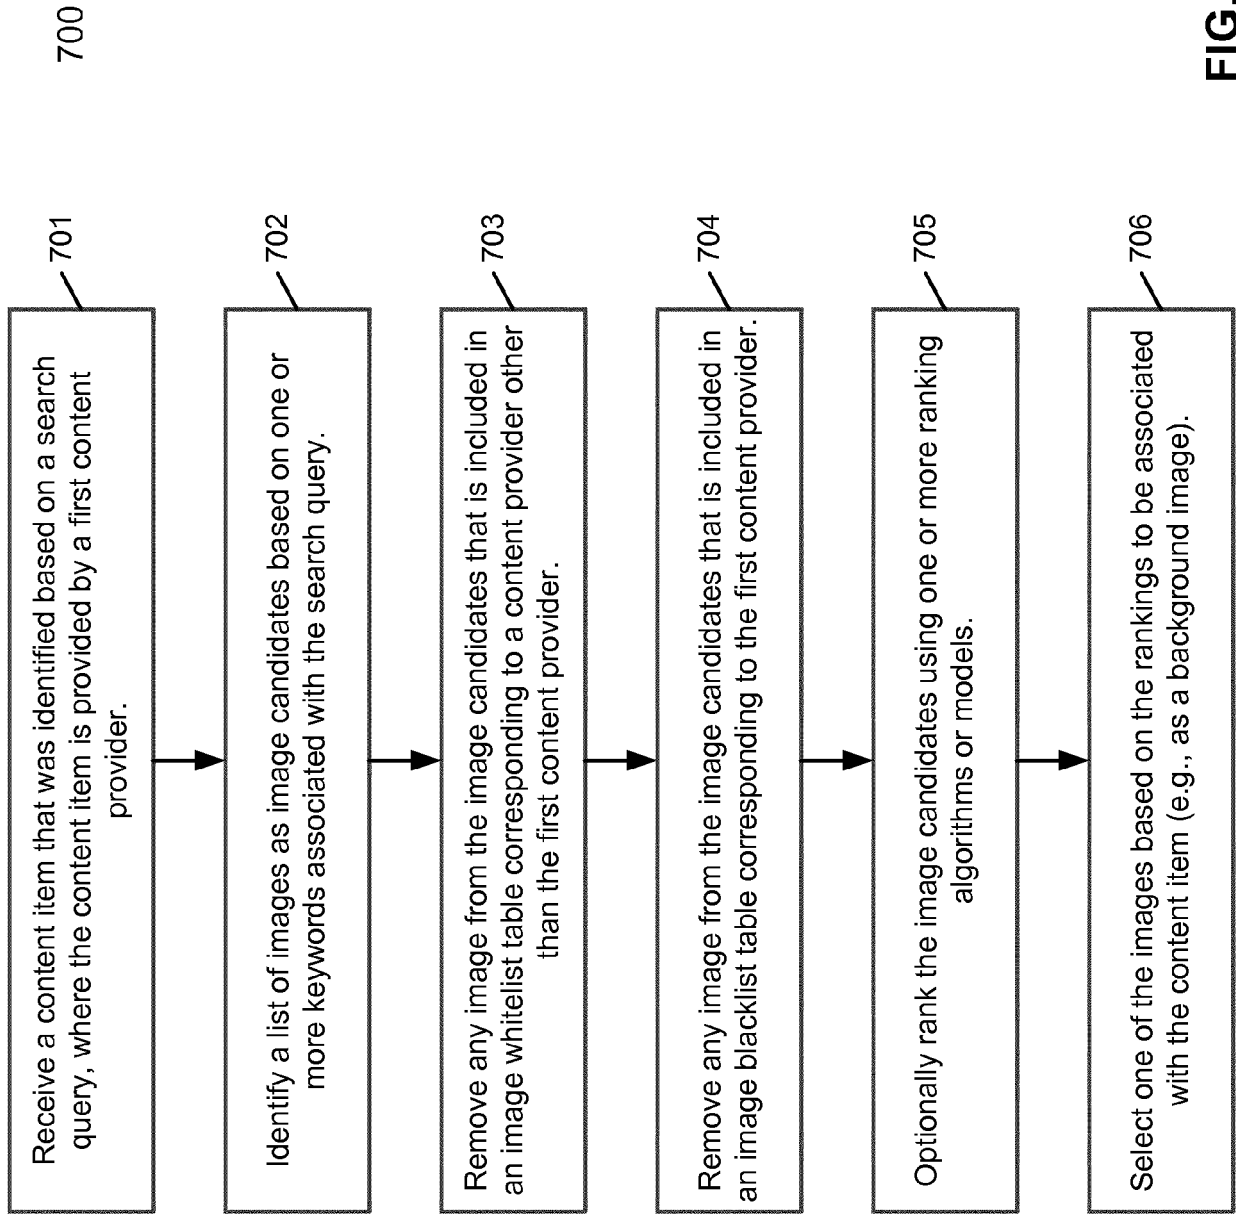 700
701
Receive a content item that was identified based on a search
query, where the content item is provided by a first content
provider.
702
Identify a list of images as image candidates based on one or
more keywords associated with the search query.
703
Remove any image from the image candidates that is included in
an image whitelist table corresponding to a content provider other
than the first content provider.
704
Remove any image from the image candidates that is included in
an image blacklist table corresponding to the first content provider.
705
Optionally rank the image candidates using one or more ranking
algorithms or models.
706
Select one of the images based on the rankings to be associated
with the content item (e.g., as a background image).
FIG.